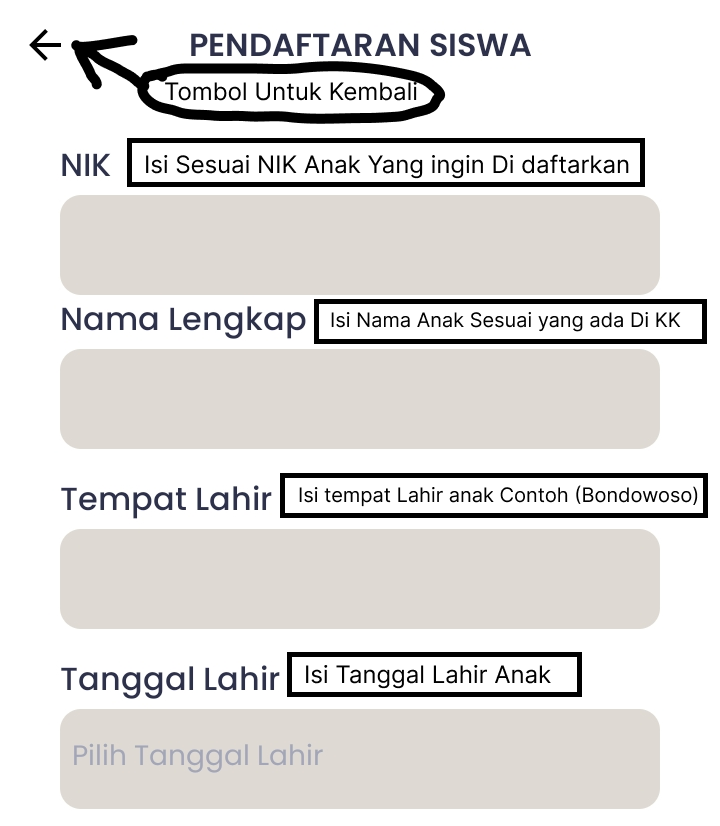 PENDAFTARAN SISWA
Tombol Untuk Kembali
NIK
Isi Sesuai NIK Anak Yang ingin Di daftarkan
Nama Lengkap
Isi Nama Anak Sesuai yang ada Di KK
Tempat Lahir
Isi tempat Lahir anak Contoh (Bondowoso)
Tanggal Lahir
Isi Tanggal Lahir Anak
Pilih Tanggal Lahir